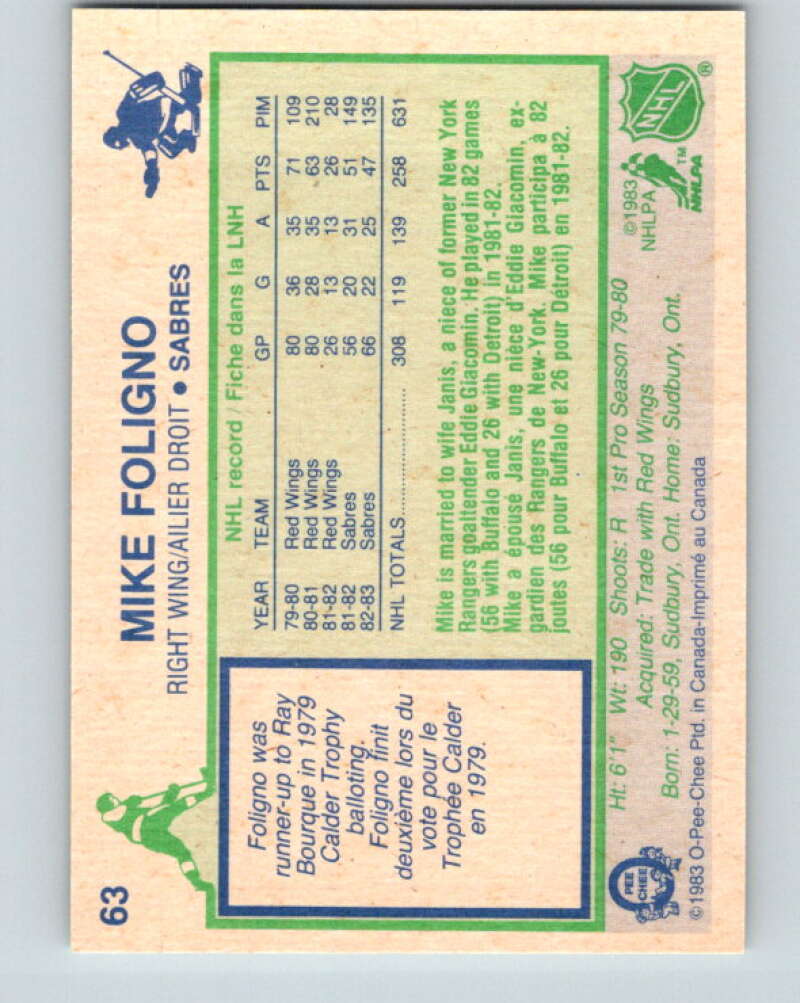 63
MIKE FOLIGNO
RIGHT WING/AILIER DROIT • SABRES
Foligno was
runner-up to Ray
Bourque in 1979
Calder Trophy
balloting.
Foligno finit
deuxième lors du
vote pour le
Trophée Calder
en 1979.
NHL record / Fiche dans la LNH
YEAR TEAM GP G A PTS PIM
79-80 Red Wings 80 36 35 71 109
80-81 Red Wings 80 28 35 63 210
81-82 Red Wings 26 13 13 26 28
81-82 Sabres 56 20 31 51 149
82-83 Sabres 66 22 25 47 135
NHL TOTALS.................... 308 119 139 258 631
Mike is married to wife Janis, a niece of former New York
Rangers goaltender Eddie Giacomin. He played in 82 games
(56 with Buffalo and 26 with Detroit) in 1981-82.
Mike a épousé Janis, une nièce d'Eddie Giacomin, ex-
gardien des Rangers de New-York. Mike participa à 82
joutes (56 pour Buffalo et 26 pour Détroit) en 1981-82.
Ht: 6'1" Wt: 190 Shoots: R 1st Pro Season 79-80
Acquired: Trade with Red Wings
Born: 1-29-59, Sudbury, Ont. Home: Sudbury, Ont.
©1983 O-Pee-Chee Ptd. in Canada-Imprimé au Canada
O
PEE
CHEE
©1983
NHLPA
NHL
®
NHLPA
™